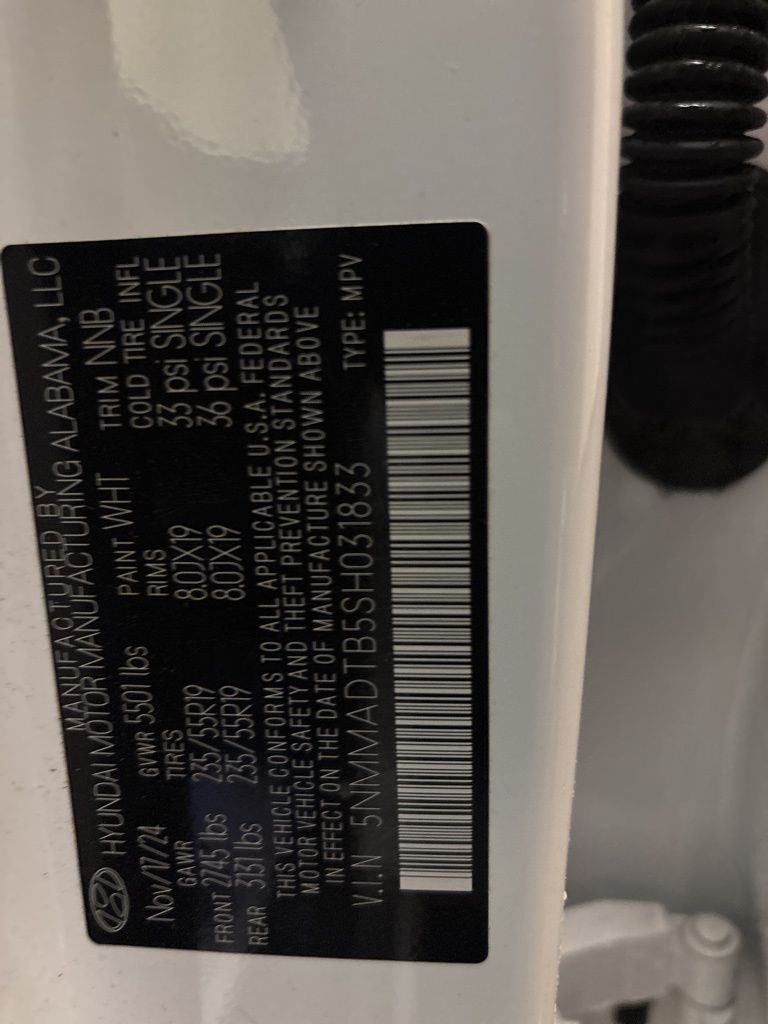 MANUFACTURED BY
HYUNDAI MOTOR MANUFACTURING ALABAMA, LLC
Nov/17/24 GVWR 5501 lbs PAINT WHT TRIM NNB
GAWR TIRES RIMS COLD TIRE INFL
FRONT 2745 lbs 235/55R19 8.0JX19 33 psi SINGLE
REAR 3131 lbs 235/55R19 8.0JX19 36 psi SINGLE
THIS VEHICLE CONFORMS TO ALL APPLICABLE U.S.A. FEDERAL
MOTOR VEHICLE SAFETY AND THEFT PREVENTION STANDARDS
IN EFFECT ON THE DATE OF MANUFACTURE SHOWN ABOVE
V.I.N 5NMMADTB5SH031833 TYPE: MPV